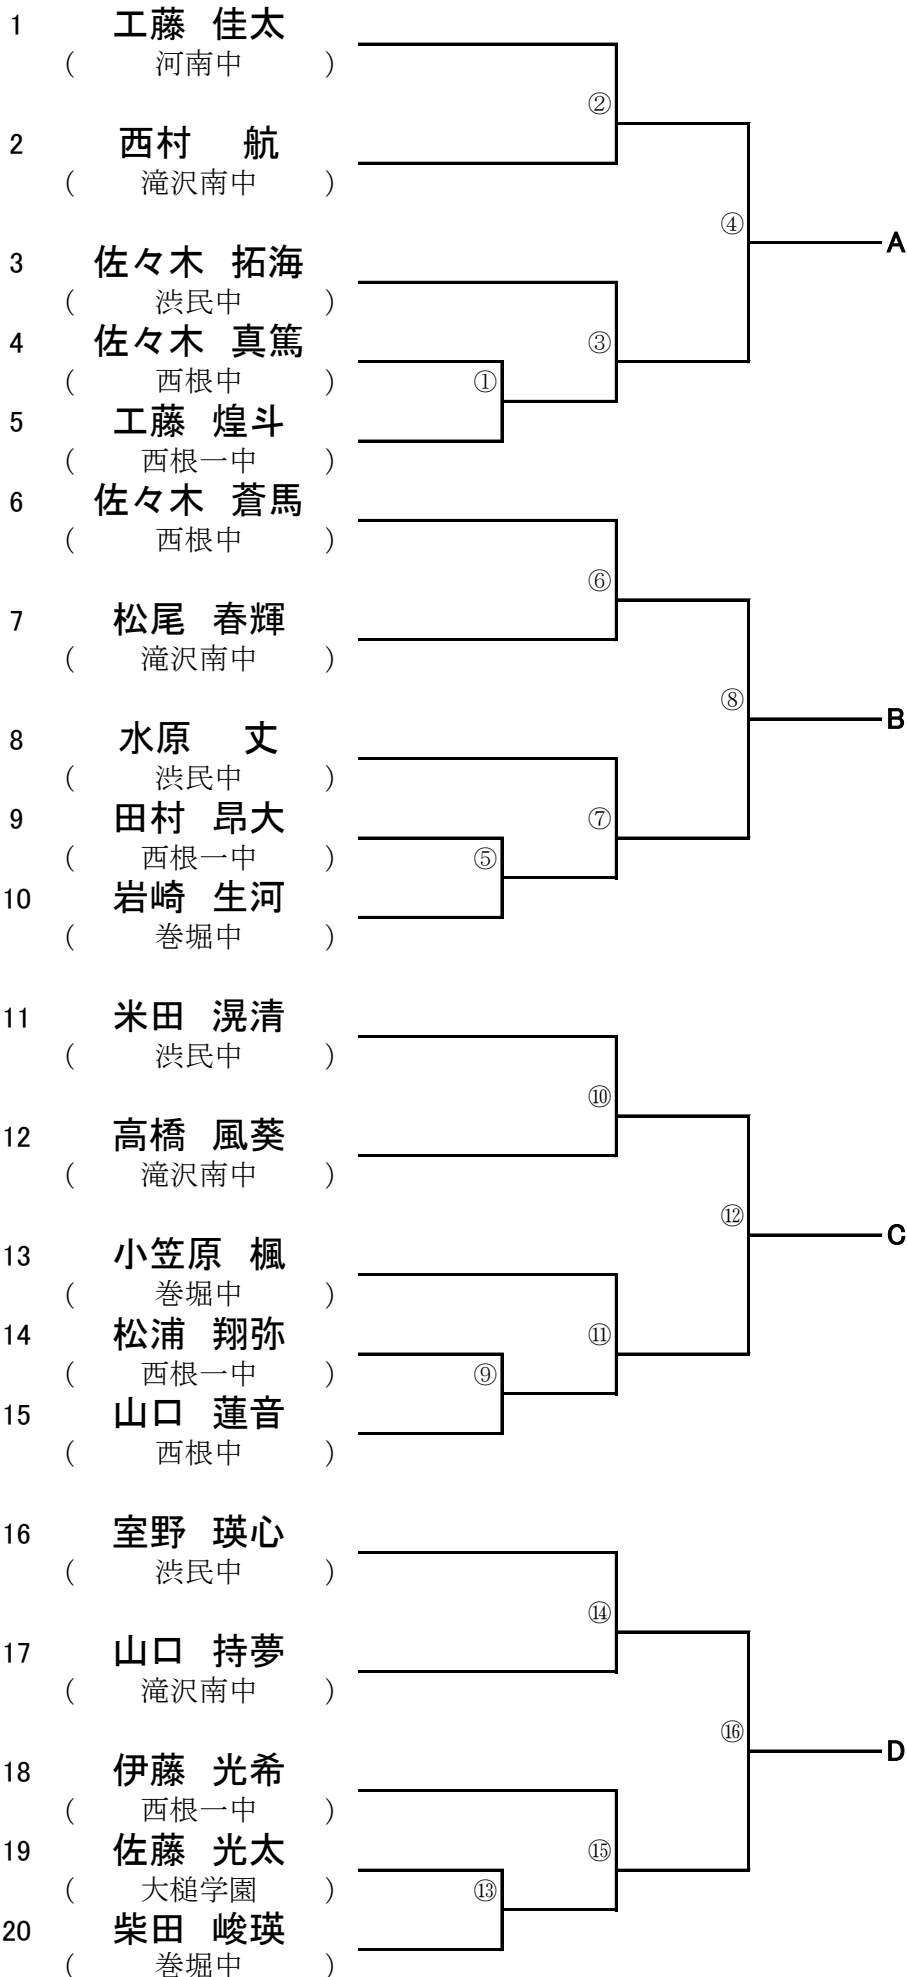 1 工藤 佳太
( 河南中 )
②
2 西村 航
( 滝沢南中 )
④
A
3 佐々木 拓海
( 渋民中 )
4 佐々木 真篤
③
( 西根中 )
①
5 工藤 煌斗
( 西根一中 )
6 佐々木 蒼馬
( 西根中 )
⑥
7 松尾 春輝
( 滝沢南中 )
⑧
B
8 水原 丈
( 渋民中 )
9 田村 昂大
⑦
( 西根一中 )
⑤
10 岩崎 生河
( 巻堀中 )
11 米田 滉清
( 渋民中 )
⑩
12 高橋 風葵
( 滝沢南中 )
⑫
C
13 小笠原 楓
( 巻堀中 )
14 松浦 翔弥
⑪
( 西根一中 )
⑨
15 山口 蓮音
( 西根中 )
16 室野 瑛心
( 渋民中 )
⑭
17 山口 持夢
( 滝沢南中 )
⑯
D
18 伊藤 光希
( 西根一中 )
19 佐藤 光太
⑮
( 大槌学園 )
⑬
20 柴田 峻瑛
( 巻堀中 )